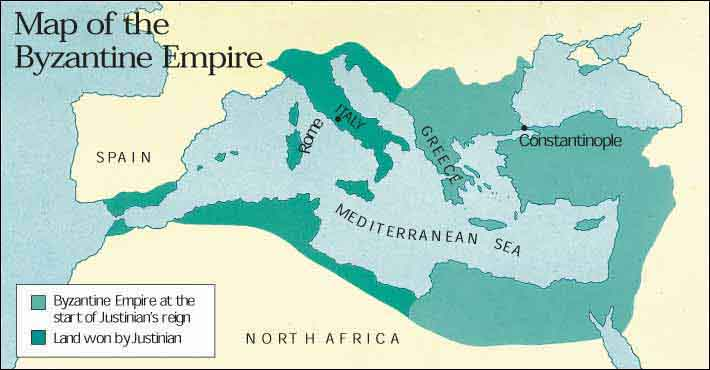 Map of the
Byzantine Empire
SPAIN
Rome
ITALY
GREECE
Constantinople
MEDITERRANEAN SEA
Byzantine Empire at the
start of Justinian's reign
Land won by Justinian
NORTH AFRICA